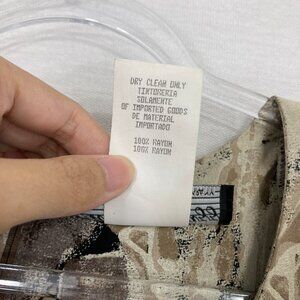 DRY CLEAN ONLY
TINTORERIA
SOLAMENTE
OF IMPORTED GOODS
DE MATERIAL
IMPORTADO
100% RAYON
100% RAYON